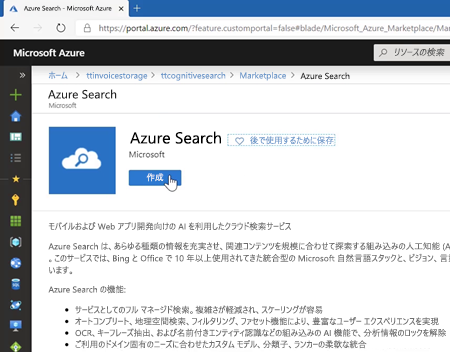 Azure Search - Microsoft Azure
https://portal.azure.com/?feature.customportal=false#blade/Microsoft_Azure_Marketplace/Mar
Microsoft Azure
リソースの検索
ホーム > ttinvoicestorage > ttcognitivesearch > Marketplace > Azure Search
Azure Search
Microsoft
Azure Search
後で使用するために保存
Microsoft
作成
モバイルおよび Web アプリ開発向けの AI を利用したクラウド検索サービス
Azure Search は、あらゆる種類の情報を充実させ、関連コンテンツを規模に合わせて探索する組み込みの人工知能 (A
。このサービスでは、Bing と Office で 10 年以上使用されてきた統合型の Microsoft 自然言語スタックと、ビジョン、言
います。
Azure Search の機能:
• サービスとしてのフル マネージド検索。複雑さが軽減され、スケーリングが容易
• オートコンプリート、地理空間検索、フィルタリング、ファセット機能により、豊富なユーザー エクスペリエンスを実現
• OCR、キーフレーズ抽出、および名前付きエンティティ認識などの組み込みの AI 機能で、分析情報のロックを解除
• ご利用のドメイン固有のニーズに合わせたカスタム モデル、分類子、ランカーの柔軟な統合